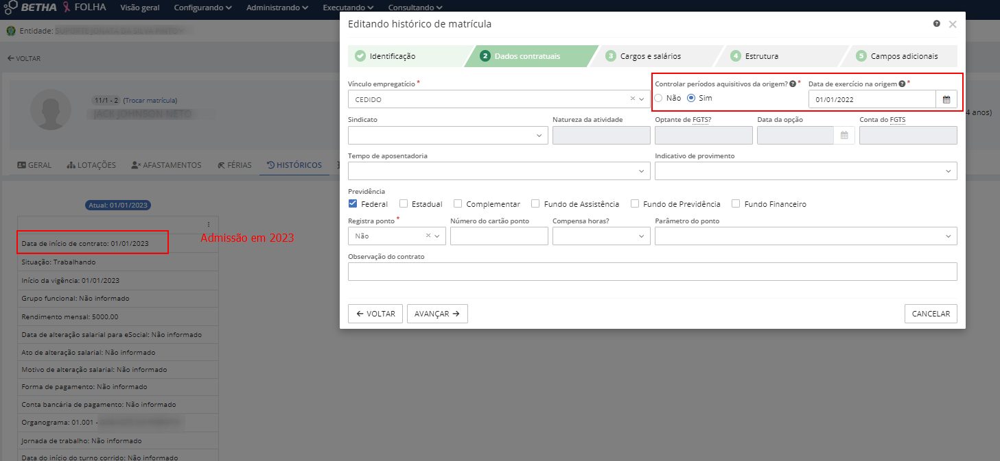 BETHA FOLHA Visão geral Configurando Administrando Executando Consultando
Entidade: SUPORTE JONATA DA SILVA PINTO
VOLTAR
11/1 - 2 (Trocar matrícula)
JACK JOHNSON NETO
4 anos)
GERAL LOTAÇÕES AFASTAMENTOS FÉRIAS HISTÓRICOS
Atual: 01/01/2023
Data de início de contrato: 01/01/2023
Admissão em 2023
Situação: Trabalhando
Início da vigência: 01/01/2023
Grupo funcional: Não informado
Rendimento mensal: 5000.00
Data de alteração salarial para eSocial: Não informado
Ato de alteração salarial: Não informado
Motivo de alteração salarial: Não informado
Forma de pagamento: Não informado
Conta bancária de pagamento: Não informado
Organograma: 01.001 -
Jornada de trabalho: Não informado
Data do início do turno corrido: Não informado
Editando histórico de matrícula
Identificação 2 Dados contratuais 3 Cargos e salários 4 Estrutura 5 Campos adicionais
Vínculo empregatício * Controlar períodos aquisitivos da origem? * Data de exercício na origem *
CEDIDO Não Sim 01/01/2022
Sindicato Natureza da atividade Optante de FGTS? Data da opção Conta do FGTS
Tempo de aposentadoria Indicativo de provimento
Previdência
Federal Estadual Complementar Fundo de Assistência Fundo de Previdência Fundo Financeiro
Registra ponto * Número do cartão ponto Compensa horas? Parâmetro do ponto
Não
Observação do contrato
VOLTAR AVANÇAR CANCELAR